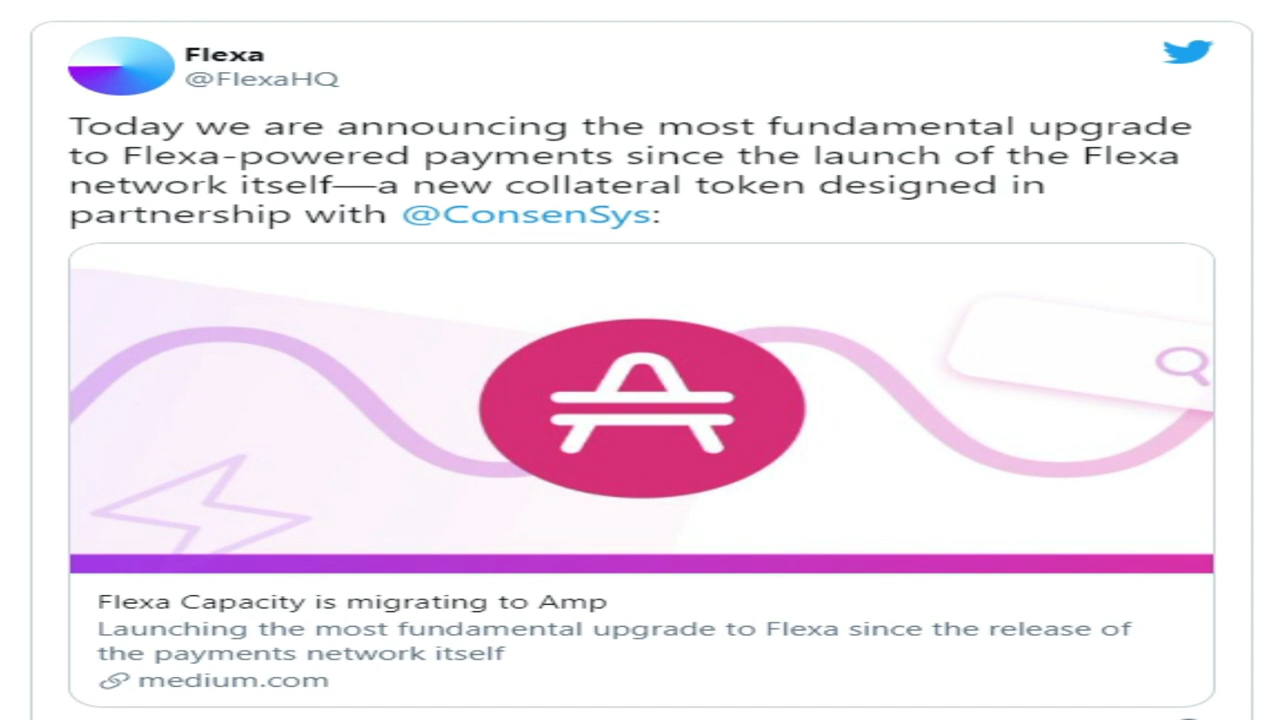 Flexa
@FlexaHQ
Today we are announcing the most fundamental upgrade
to Flexa-powered payments since the launch of the Flexa
network itself—a new collateral token designed in
partnership with @ConsenSys:
Flexa Capacity is migrating to Amp
Launching the most fundamental upgrade to Flexa since the release of
the payments network itself
medium.com